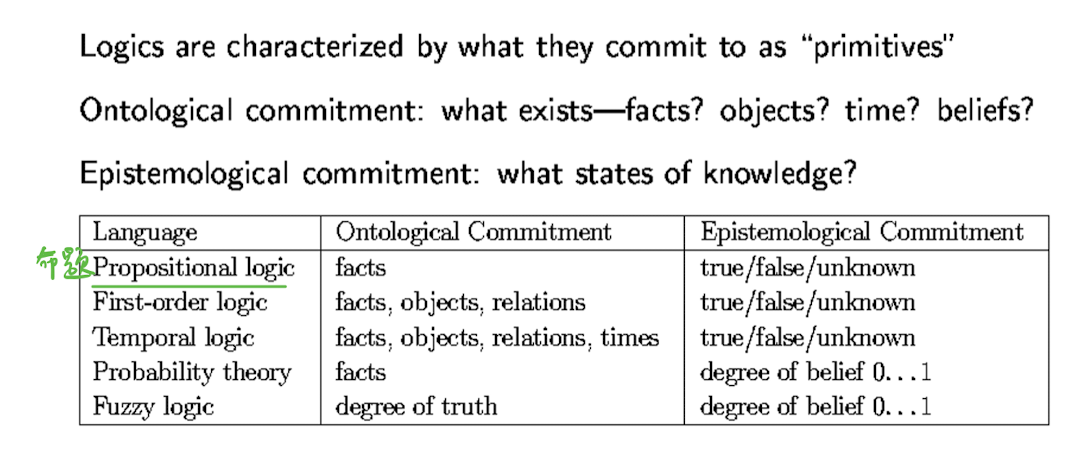 Logics are characterized by what they commit to as “primitives”
Ontological commitment: what exists—facts? objects? time? beliefs?
Epistemological commitment: what states of knowledge?
Language Ontological Commitment Epistemological Commitment
命题 Propositional logic facts true/false/unknown
First-order logic facts, objects, relations true/false/unknown
Temporal logic facts, objects, relations, times true/false/unknown
Probability theory facts degree of belief 0...1
Fuzzy logic degree of truth degree of belief 0...1